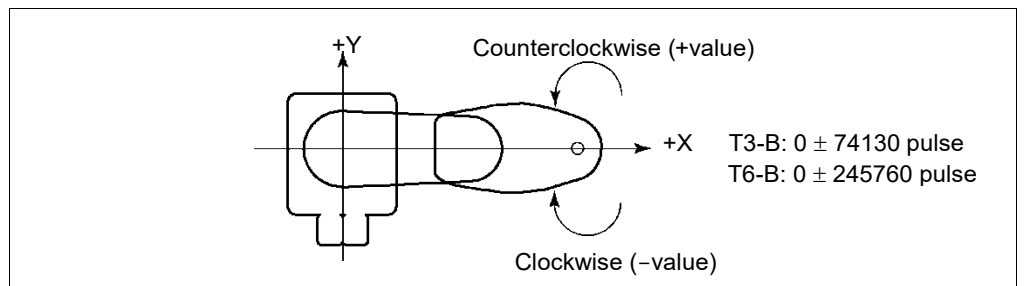 +Y
Counterclockwise (+value)
+X
T3-B: 0 ± 74130 pulse
T6-B: 0 ± 245760 pulse
Clockwise (−value)